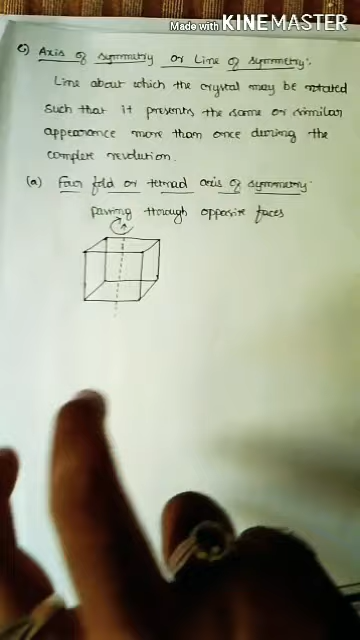 Made with KINEMASTER
c) Axis of symmetry or Line of symmetry:
Line about which the crystal may be rotated
such that it presents the same or similar
appearance more than once during the
complete revolution.
(a) Four fold or tetrad axis of symmetry
passing through opposite faces